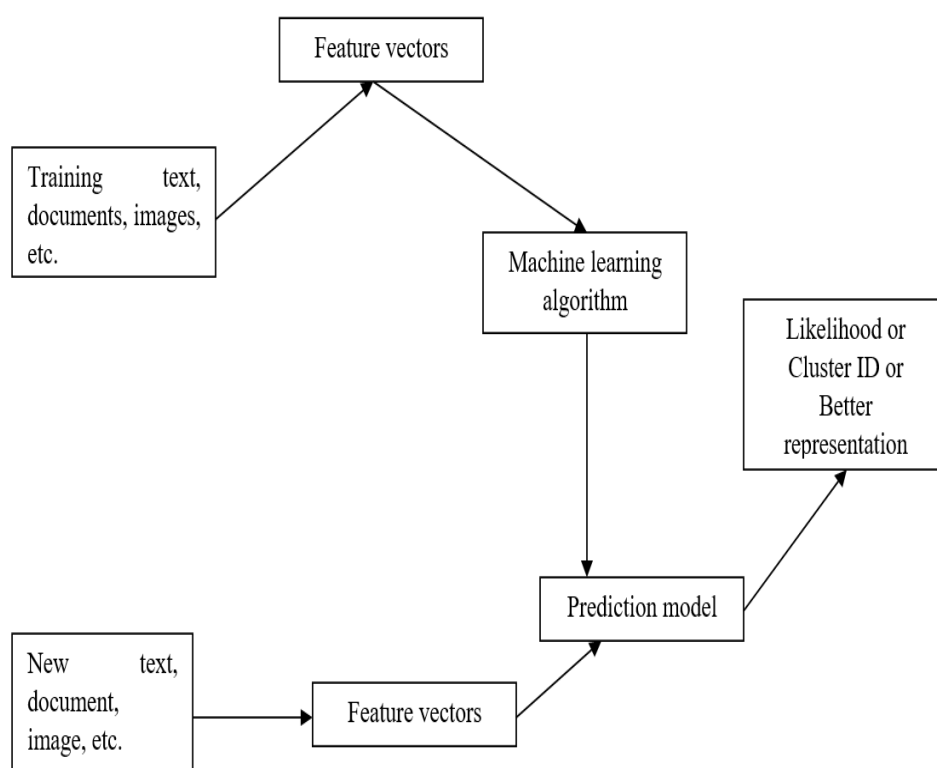 Feature vectors
Training text,
documents, images,
etc.
Machine learning
algorithm
Likelihood or
Cluster ID or
Better
representation
Prediction model
New text,
document,
image, etc.
Feature vectors